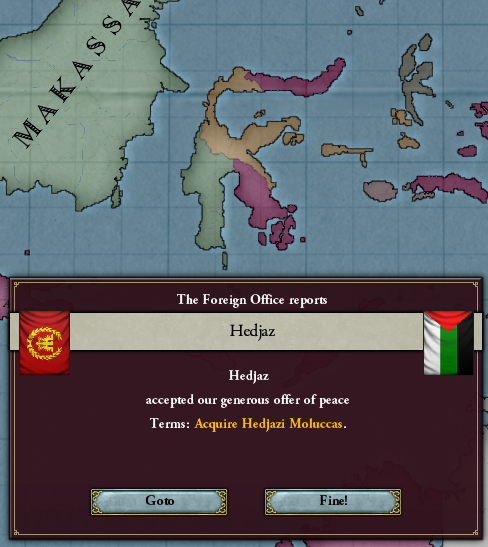 MAKASSA
The Foreign Office reports
Hedjaz
Hedjaz
accepted our generous offer of peace
Terms: Acquire Hedjazi Moluccas.
Goto
Fine!